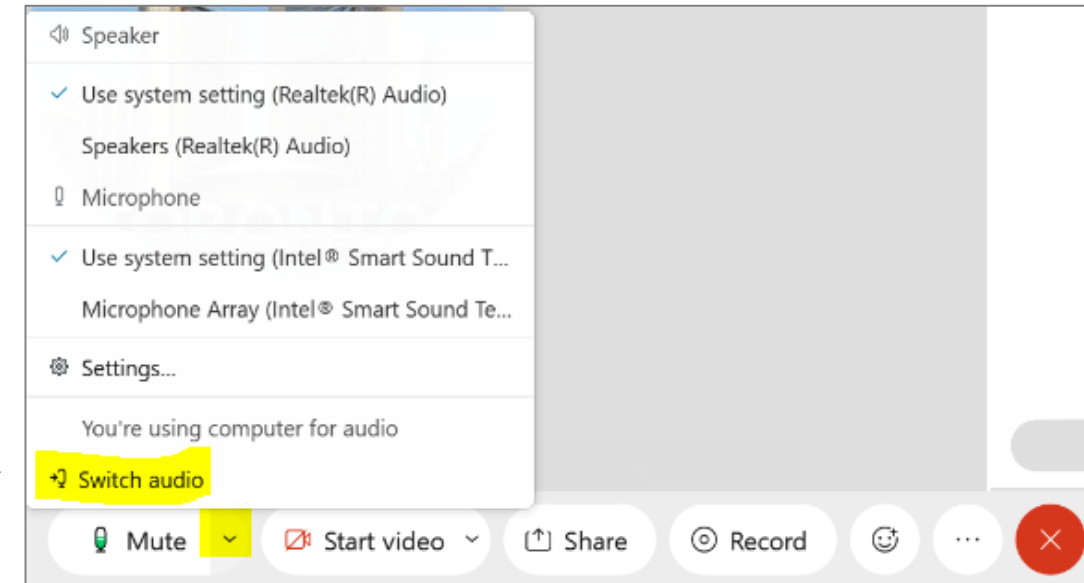 Speaker
Use system setting (Realtek(R) Audio)
Speakers (Realtek(R) Audio)
Microphone
Use system setting (Intel® Smart Sound T...
Microphone Array (Intel® Smart Sound Te...
Settings...
You're using computer for audio
Switch audio
Mute Start video Share Record ...